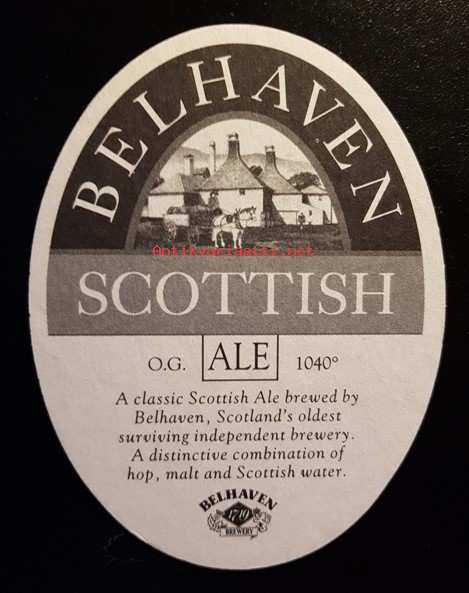 BELHAVEN
Antikvariaatti.net
SCOTTISH
O.G. ALE 1040°
A classic Scottish Ale brewed by
Belhaven, Scotland's oldest
surviving independent brewery.
A distinctive combination of
hop, malt and Scottish water.
BELHAVEN
1719
BREWERY